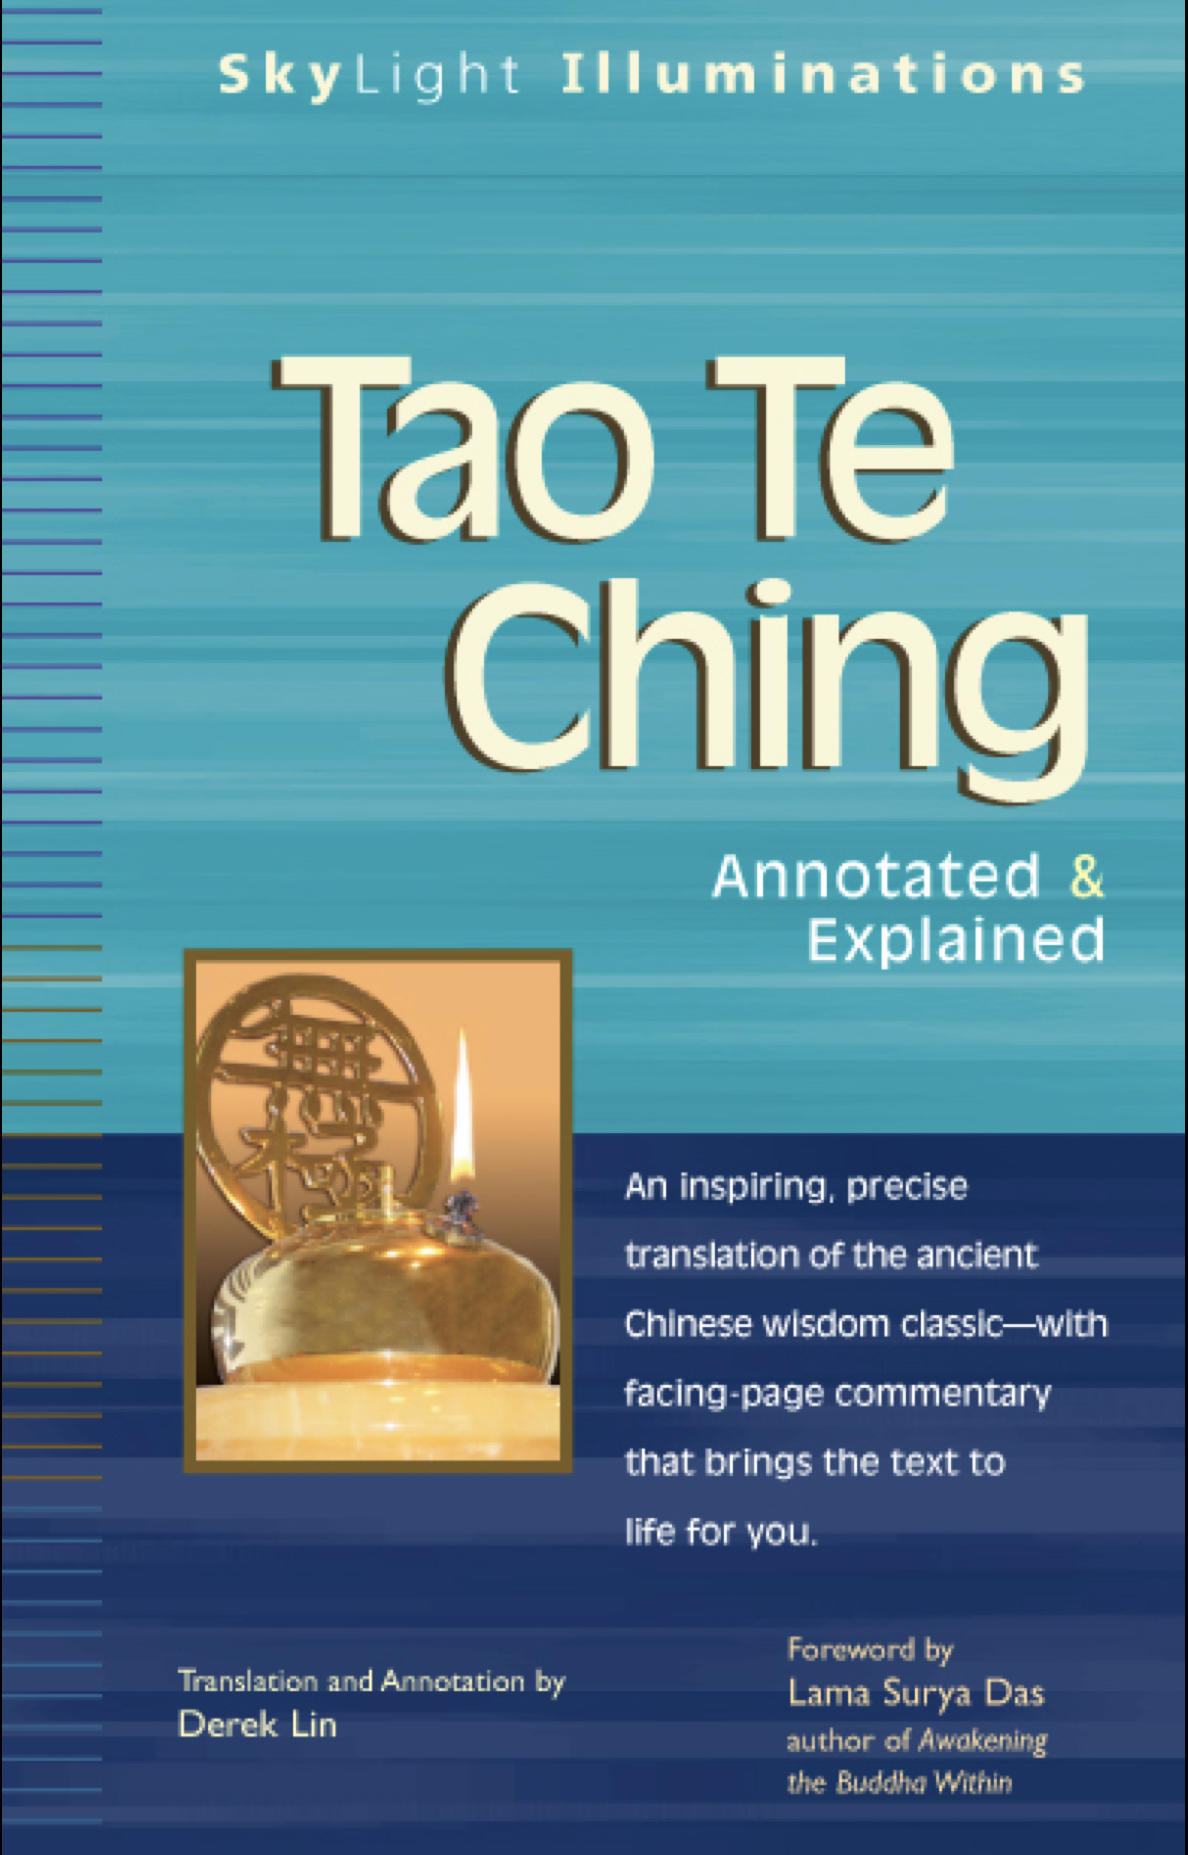 SkyLight Illuminations
Tao Te
Ching
Annotated &
Explained
無
極
An inspiring, precise
translation of the ancient
Chinese wisdom classic—with
facing-page commentary
that brings the text to
life for you.
Translation and Annotation by
Derek Lin
Foreword by
Lama Surya Das
author of Awakening
the Buddha Within